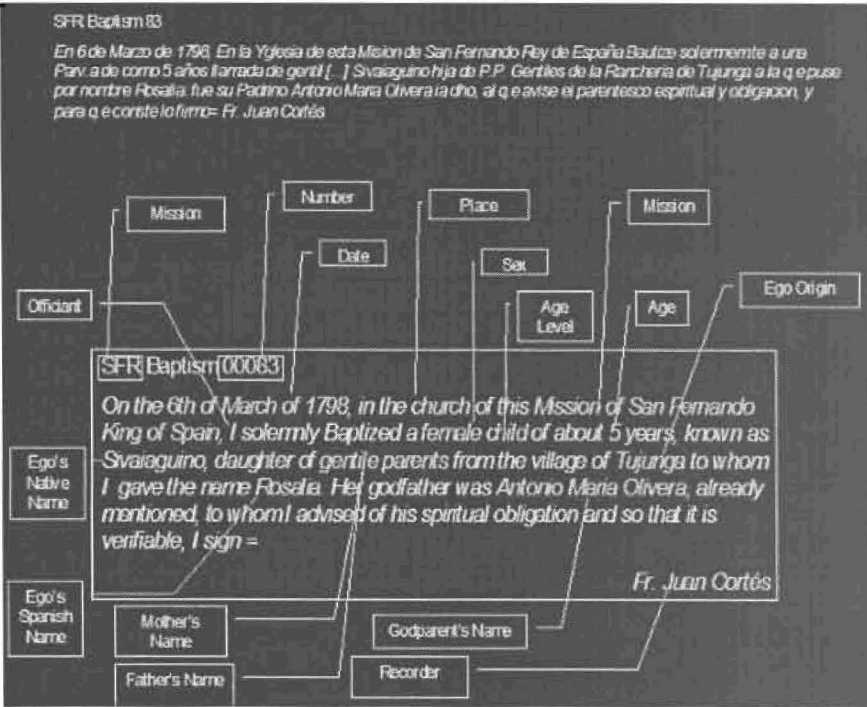 SFR Baptism 83
En 6 de Marzo de 1798, En la Yglesia de esta Mision de San Fernando Rey de España Bautize solemnemte a una
Parv. a de como 5 años llamada de gentil [...] Sivaiaguino hija de P.P. Gentiles de la Rancheria de Tujunga a la q e puse
por nombre Rosalia. fue su Padrino Antonio Maria Olivera ia dho, al q e avise el parentesco espiritual y obligacion, y
para q e conste lo firmo= Fr. Juan Cortés
Mission
Number
Place
Mission
Date
Sex
Ego Origin
Officiant
Age
Level
Age
SFR Baptism 00083
On the 6th of March of 1798, in the church of this Mission of San Fernando
King of Spain, I solemnly Baptized a female child of about 5 years, known as
Sivaiaguino, daughter of gentile parents from the village of Tujunga to whom
I gave the name Rosalia. Her godfather was Antonio Maria Olivera, already
mentioned, to whom I advised of his spiritual obligation and so that it is
verifiable, I sign =
Fr. Juan Cortés
Ego's
Native
Name
Ego's
Spanish
Name
Mother's
Name
Godparent's Name
Father's Name
Recorder